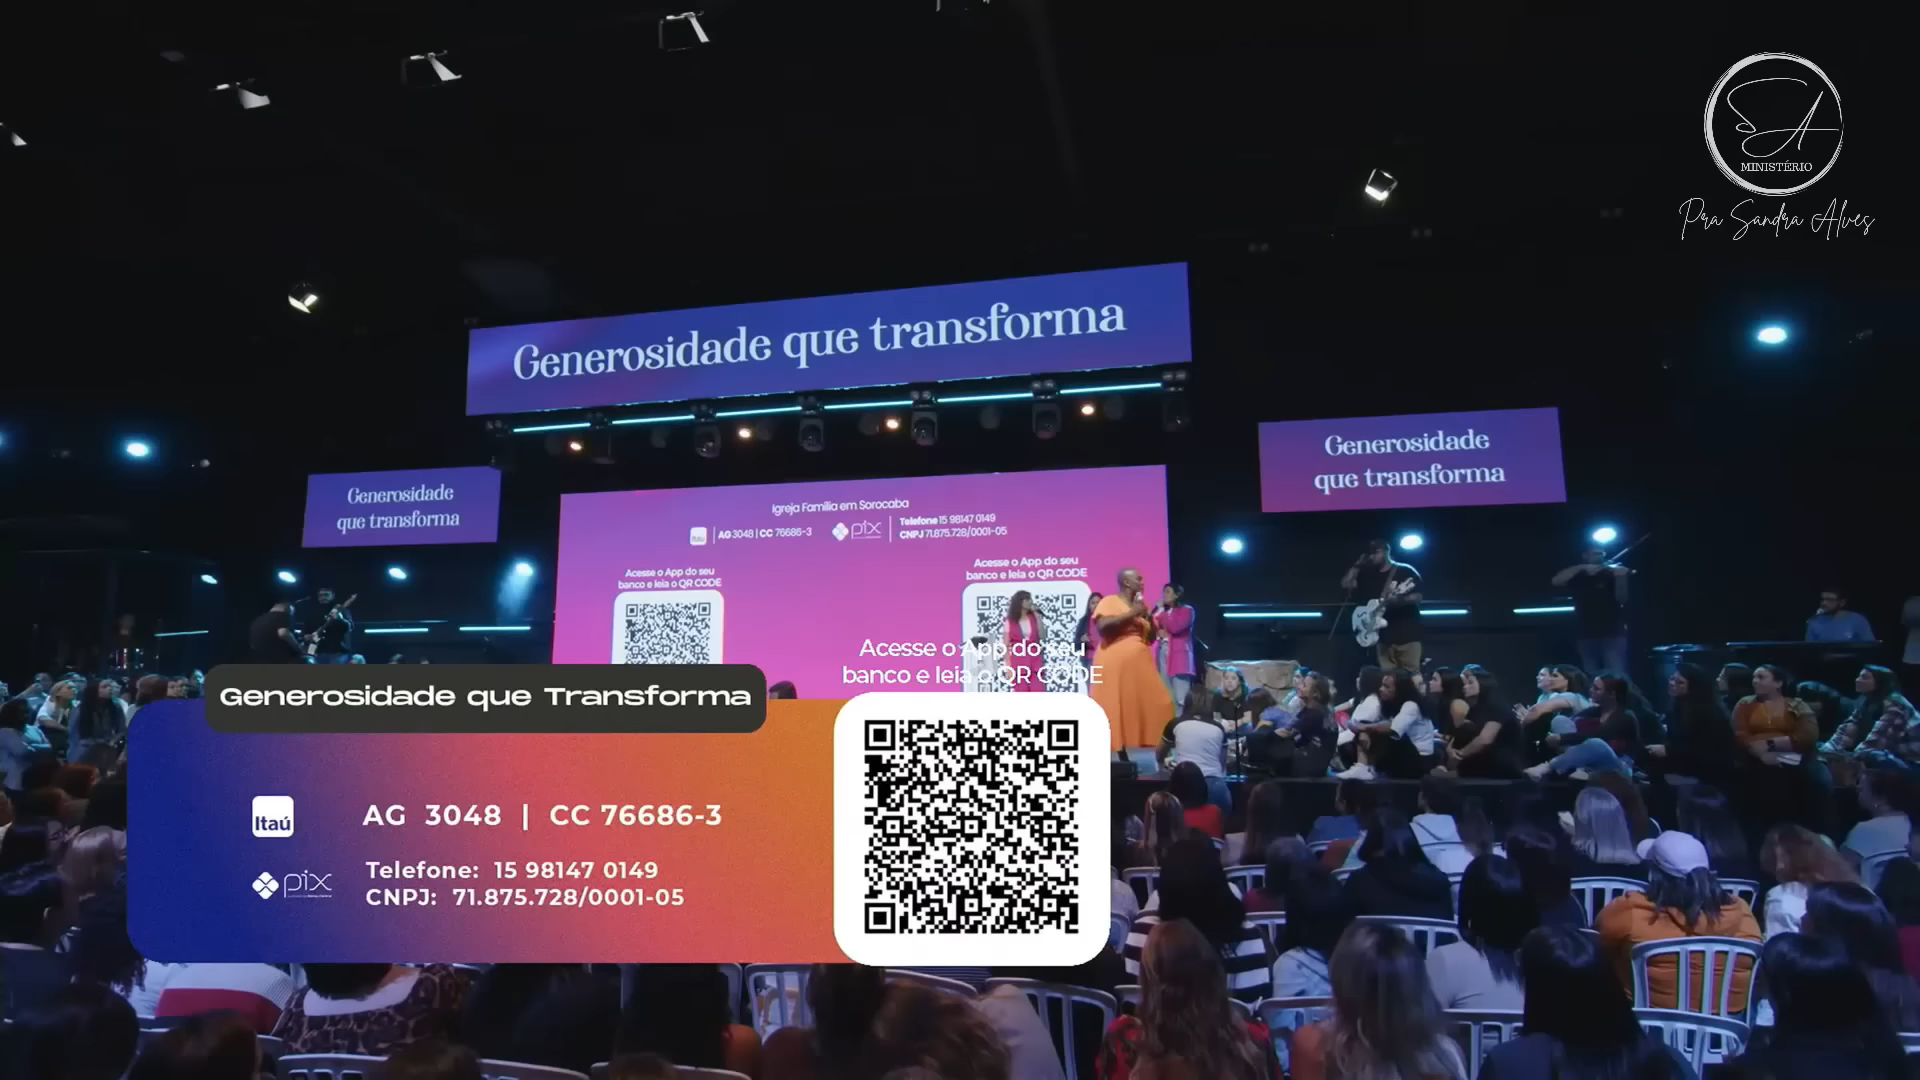 SA
MINISTÉRIO
Pra Sandra Alves
Generosidade que transforma
Generosidade
que transforma
Generosidade
que transforma
Igreja Família em Sorocaba
Itaú
AG 3048 | CC 76686-3
pix
Telefone 15 98147 0149
CNPJ 71.875.728/0001-05
Acesse o App do seu
banco e leia o QR CODE
Acesse o App do seu
banco e leia o QR CODE
Acesse o App do seu
banco e leia o QR CODE
Generosidade que Transforma
Itaú
AG 3048 | CC 76686-3
pix
Telefone: 15 98147 0149
CNPJ: 71.875.728/0001-05